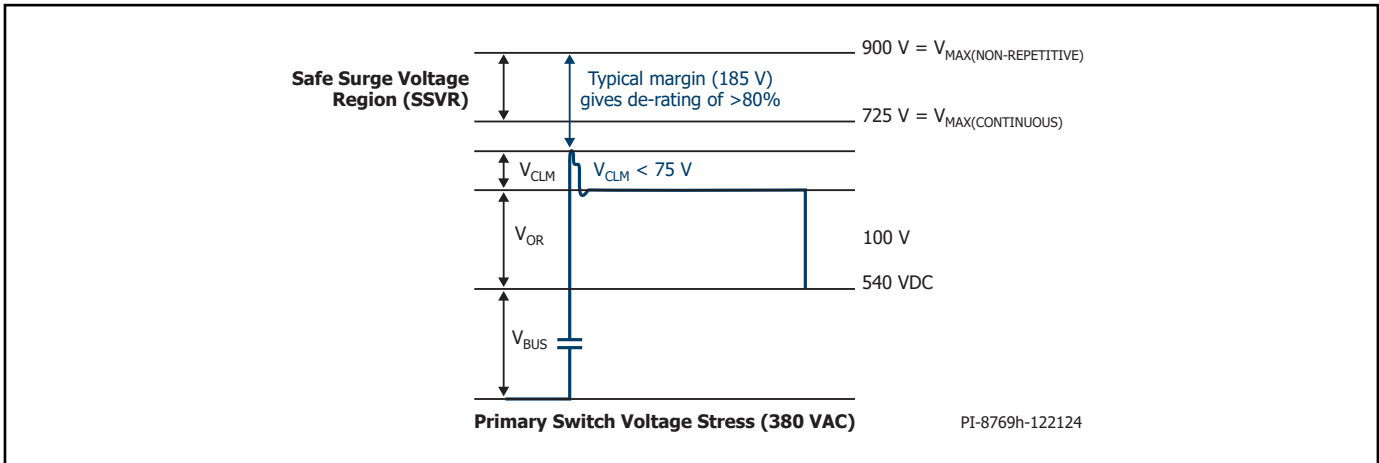 900 V = VMAX(NON-REPETITIVE)
Safe Surge Voltage
Region (SSVR)
Typical margin (185 V)
gives de-rating of >80%
725 V = VMAX(CONTINUOUS)
VCLM
VCLM < 75 V
VOR
100 V
540 VDC
VBUS
Primary Switch Voltage Stress (380 VAC)
PI-8769h-122124